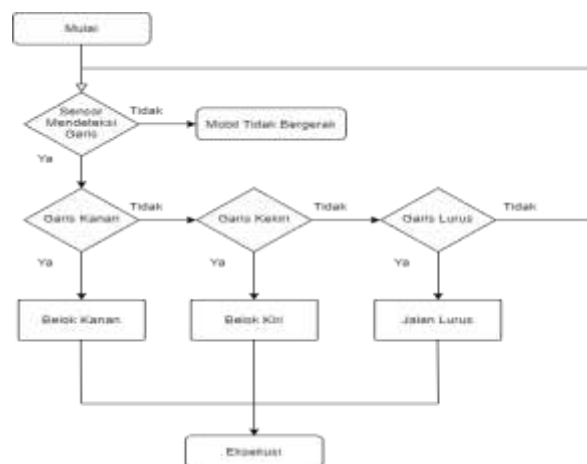 Mulai
Sensor
Mendeteksi
Garis
Tidak
Mobil Tidak Bergerak
Ya
Garis Kanan
Tidak
Garis Kekiri
Tidak
Garis Lurus
Tidak
Ya
Ya
Ya
Belok Kanan
Belok Kiri
Jalan Lurus
Eksekusi